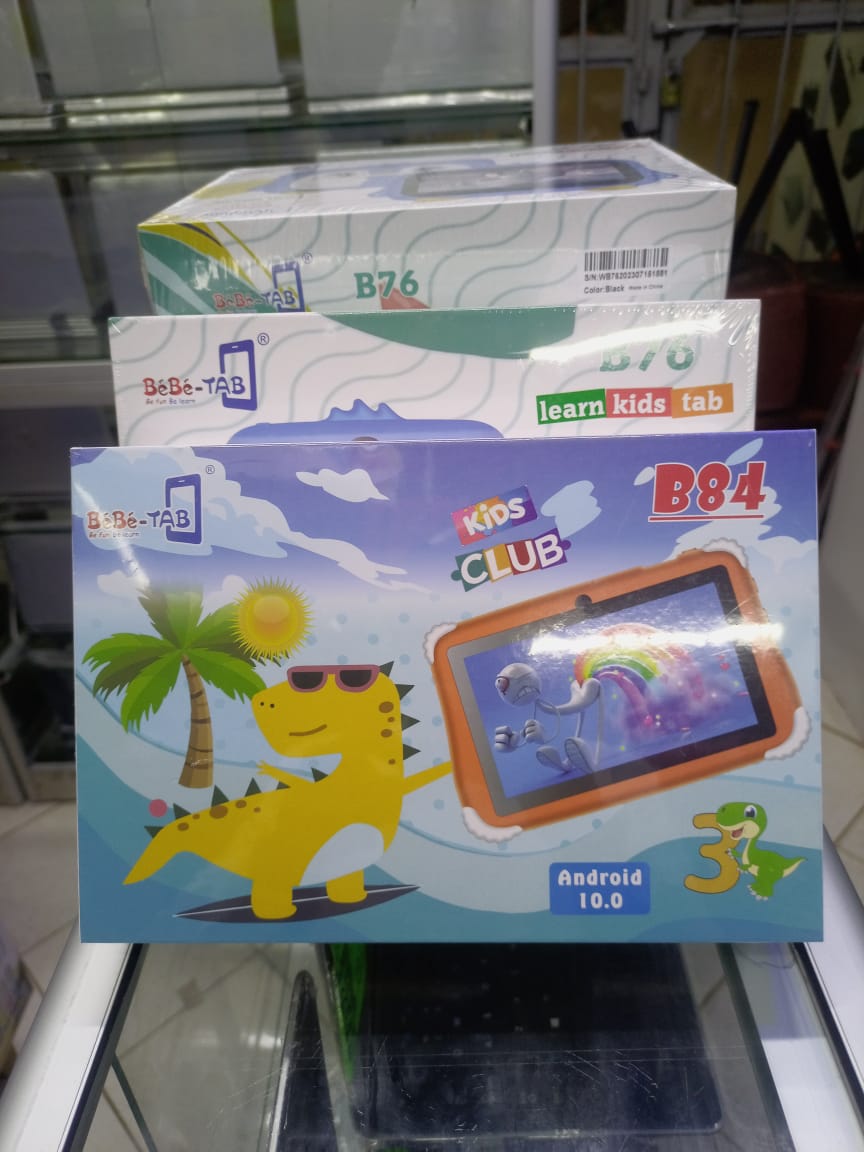 BéBé-TAB
B76
S/N:WB76202307181881
Color:Black Made in China
BéBé-TAB ®
Be fun Be learn
B76
learn kids tab
BéBé-TAB ®
Be fun be learn
KiDS
CLUB
B84
3
Android
10.0